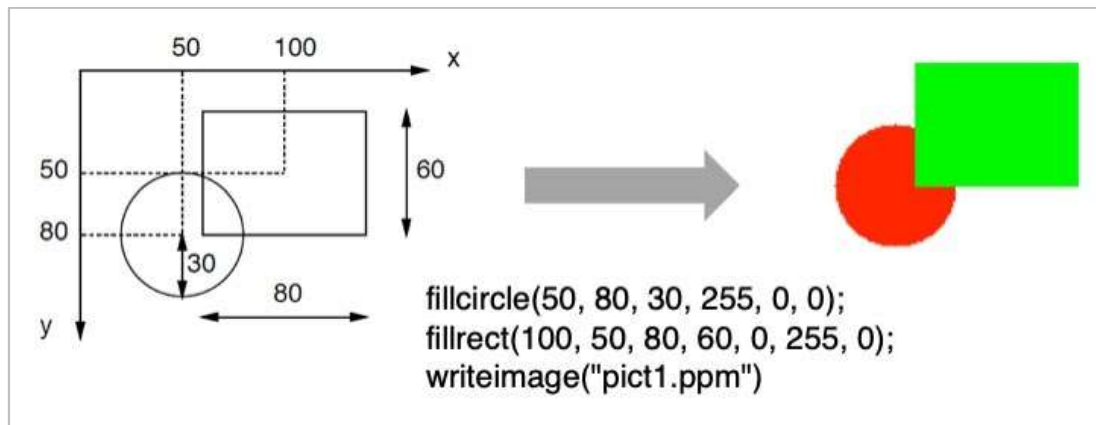 50 100 x
50
60
80
30
80
y
fillcircle(50, 80, 30, 255, 0, 0);
fillrect(100, 50, 80, 60, 0, 255, 0);
writeimage("pict1.ppm")